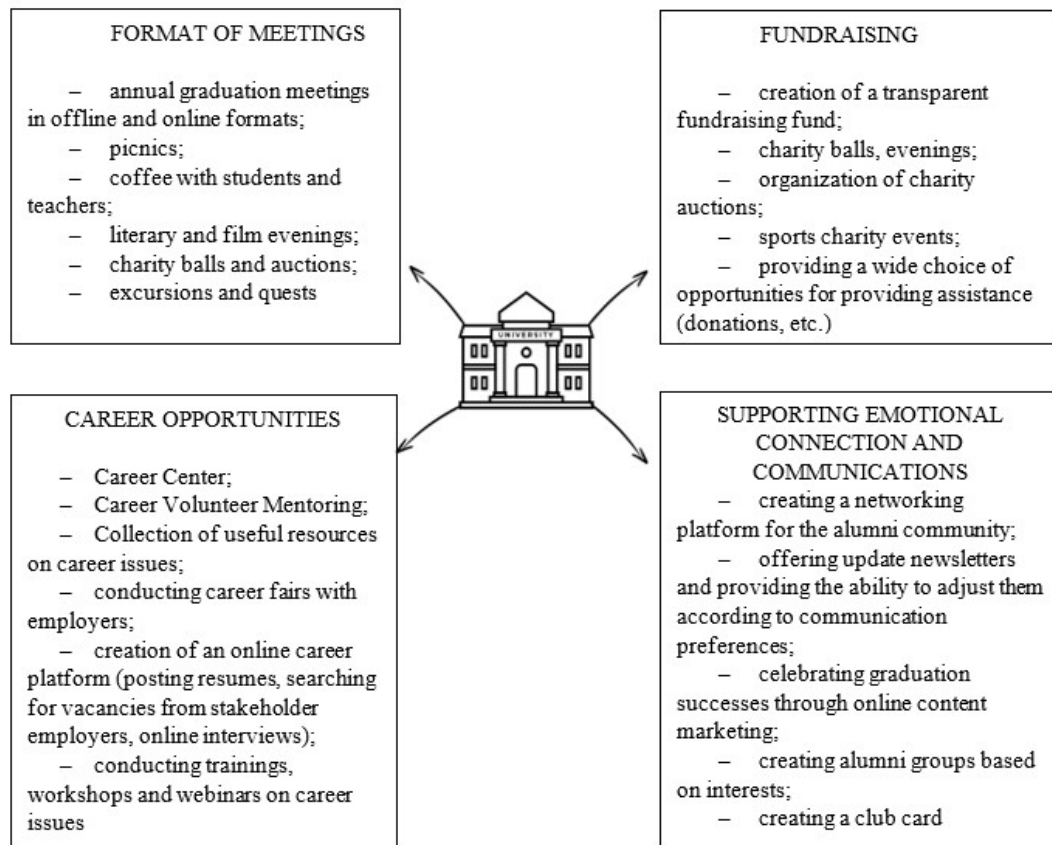 FORMAT OF MEETINGS
– annual graduation meetings
in offline and online formats;
– picnics;
– coffee with students and
teachers;
– literary and film evenings;
– charity balls and auctions;
– excursions and quests
FUNDRAISING
– creation of a transparent
fundraising fund;
– charity balls, evenings;
– organization of charity
auctions;
– sports charity events;
– providing a wide choice of
opportunities for providing assistance
(donations, etc.)
UNIVERSITY
CAREER OPPORTUNITIES
– Career Center;
– Career Volunteer Mentoring;
– Collection of useful resources
on career issues;
– conducting career fairs with
employers;
– creation of an online career
platform (posting resumes, searching
for vacancies from stakeholder
employers, online interviews);
– conducting trainings,
workshops and webinars on career
issues
SUPPORTING EMOTIONAL
CONNECTION AND
COMMUNICATIONS
– creating a networking
platform for the alumni community;
– offering update newsletters
and providing the ability to adjust them
according to communication
preferences;
– celebrating graduation
successes through online content
marketing;
– creating alumni groups based
on interests;
– creating a club card